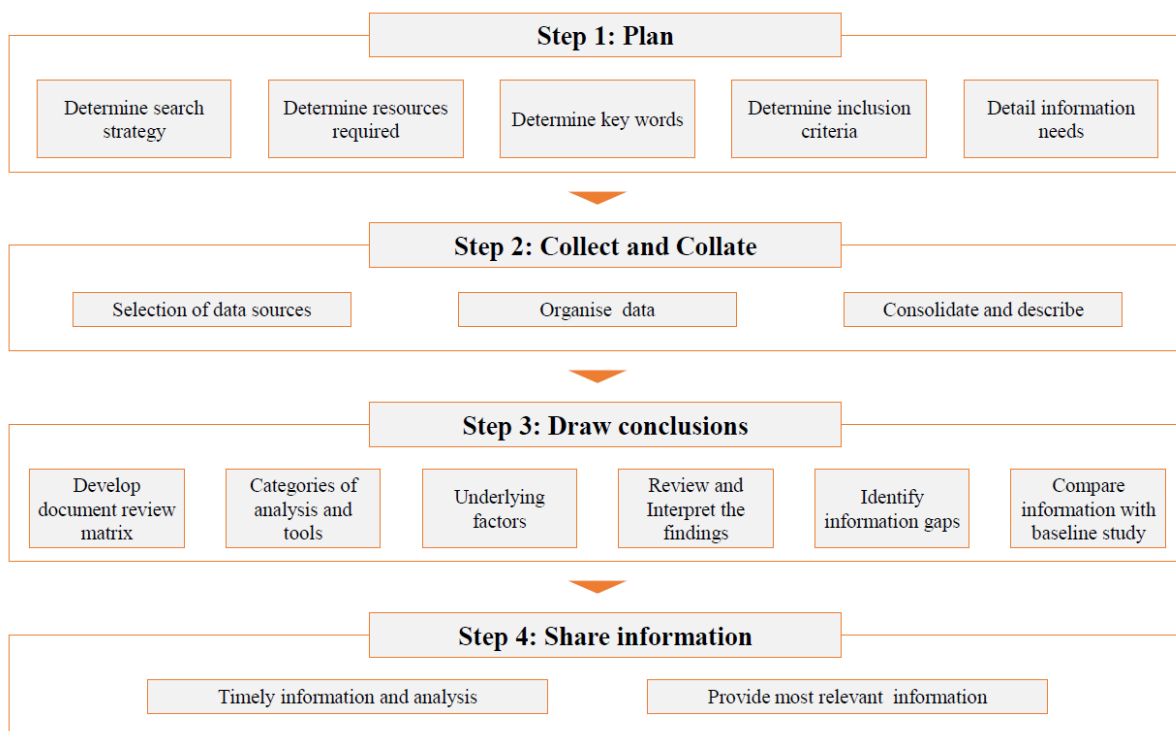 Step 1: Plan
Determine search
strategy
Determine resources
required
Determine key words
Determine inclusion
criteria
Detail information
needs
Step 2: Collect and Collate
Selection of data sources
Organise data
Consolidate and describe
Step 3: Draw conclusions
Develop
document review
matrix
Categories of
analysis and
tools
Underlying
factors
Review and
Interpret the
findings
Identify
information gaps
Compare
information with
baseline study
Step 4: Share information
Timely information and analysis
Provide most relevant information